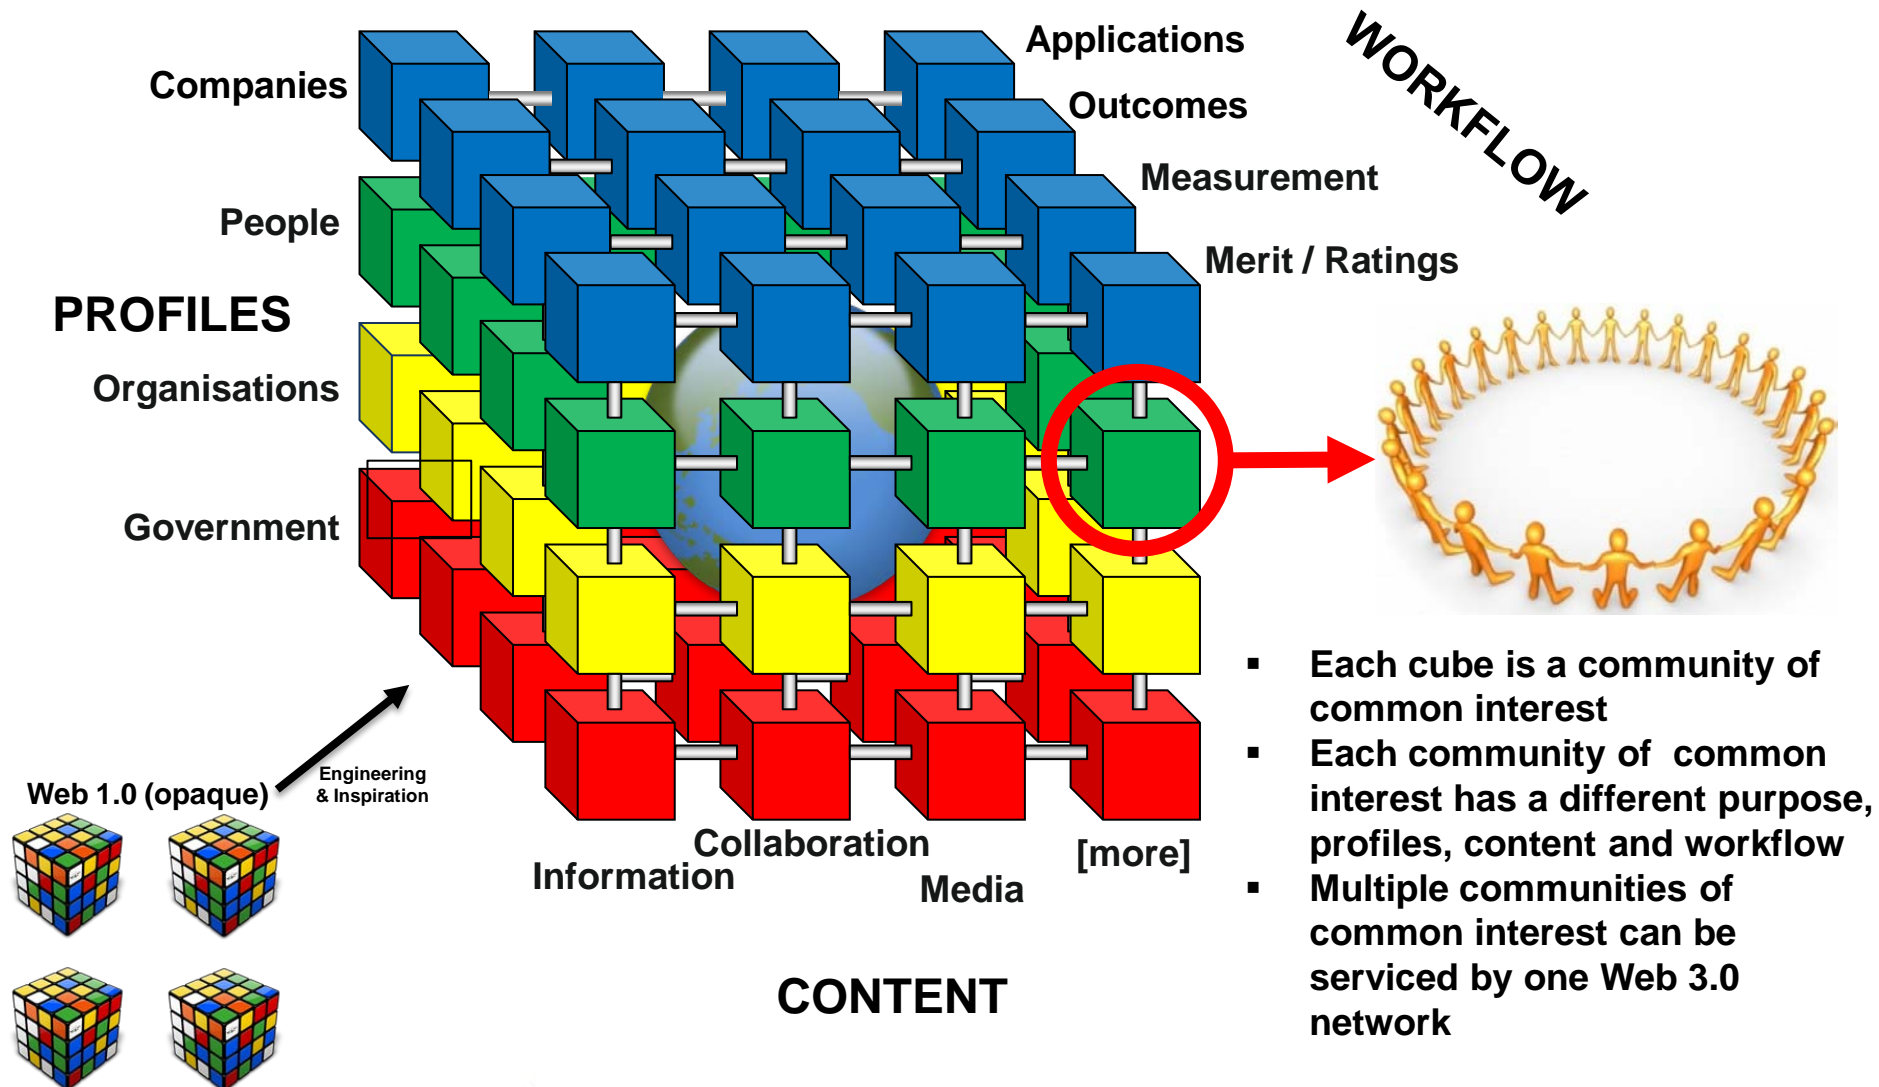 Applications
WORKFLOW
Companies
Outcomes
Measurement
People
Merit / Ratings
PROFILES
Organisations
Government
Each cube is a community of
common interest
Each community of  common
interest has a different purpose,
profiles, content and workflow
Multiple communities of
common interest can be
serviced by one Web 3.0
network
Web 1.0 (opaque)
Engineering
& Inspiration
Information
Collaboration
Media
[more]
CONTENT